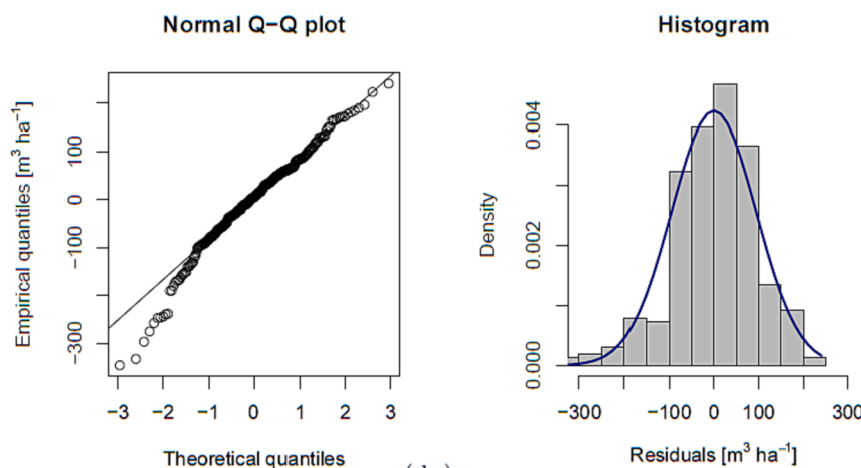 Normal Q−Q plot
Histogram
Empirical quantiles [m³ ha⁻¹]
100
0
−100
−300
−3 −2 −1 0 1 2 3
Theoretical quantiles
Density
0.004
0.002
0.000
−300 −100 0 100 300
Residuals [m³ ha⁻¹]